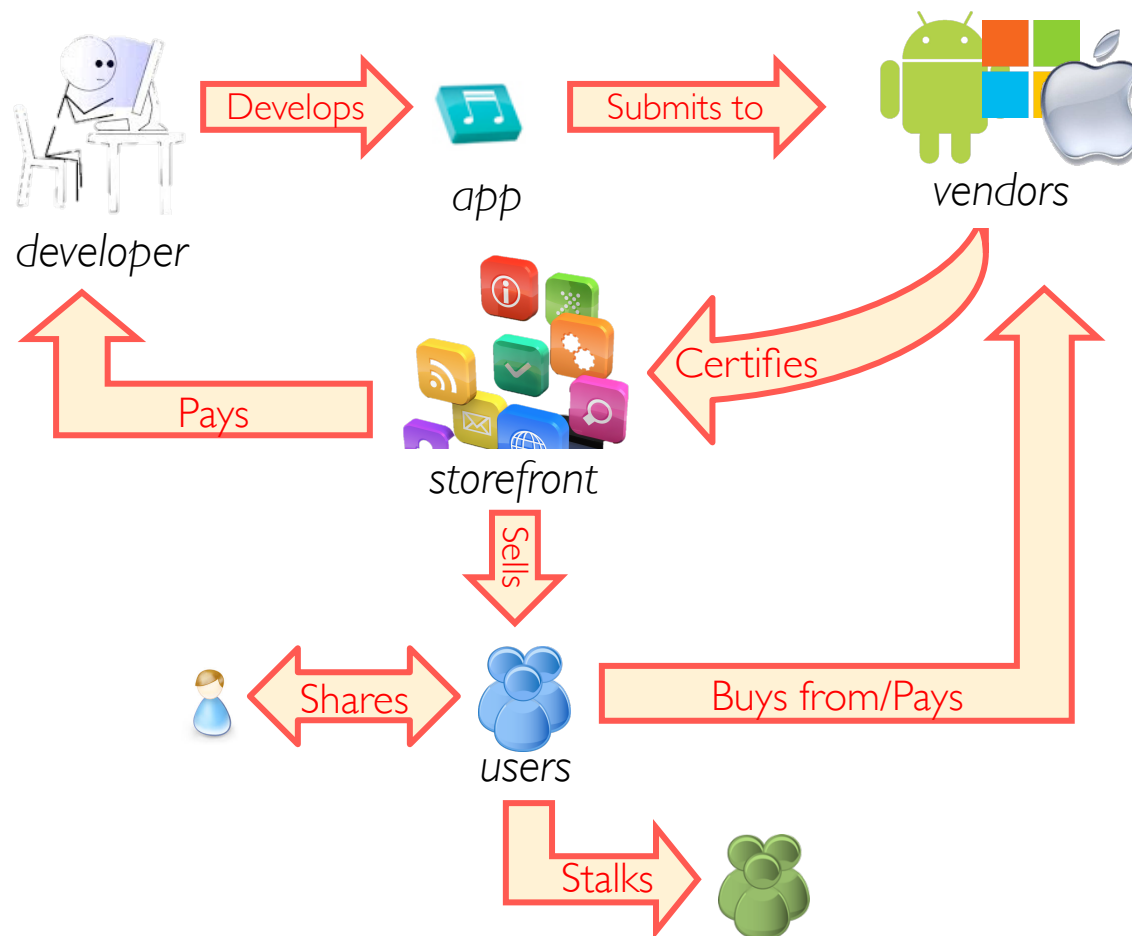 Develops
Submits to
app
vendors
developer
Certifies
Pays
storefront
Sells
Shares
Buys from/Pays
users
Stalks